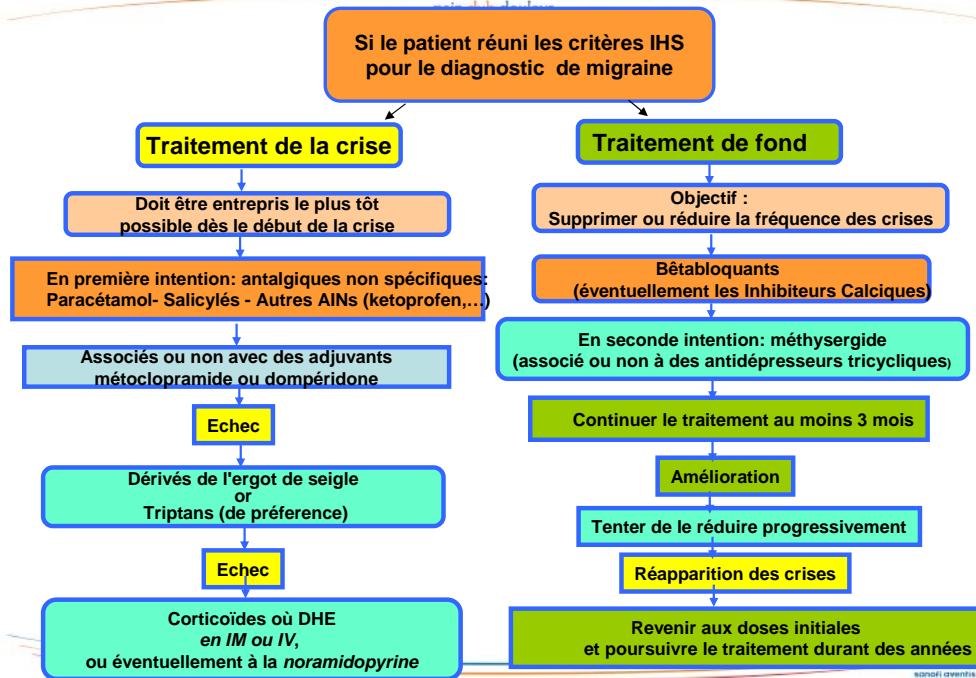 Si le patient réuni les critères IHS
pour le diagnostic de migraine
Traitement de la crise
Doit être entrepris le plus tôt
possible dès le début de la crise
En première intention: antalgiques non spécifiques:
Paracétamol- Salicylés - Autres AINs (ketoprofen,...)
Associés ou non avec des adjuvants
métoclopramide ou dompéridone
Echec
Dérivés de l'ergot de seigle
or
Triptans (de préference)
Echec
Corticoïdes où DHE
en IM ou IV,
ou éventuellement à la noramidopyrine
Traitement de fond
Objectif :
Supprimer ou réduire la fréquence des crises
Bêtabloquants
(éventuellement les Inhibiteurs Calciques)
En seconde intention: méthysergide
(associé ou non à des antidépresseurs tricycliques)
Continuer le traitement au moins 3 mois
Amélioration
Tenter de le réduire progressivement
Réapparition des crises
Revenir aux doses initiales
et poursuivre le traitement durant des années
sanofi aventis